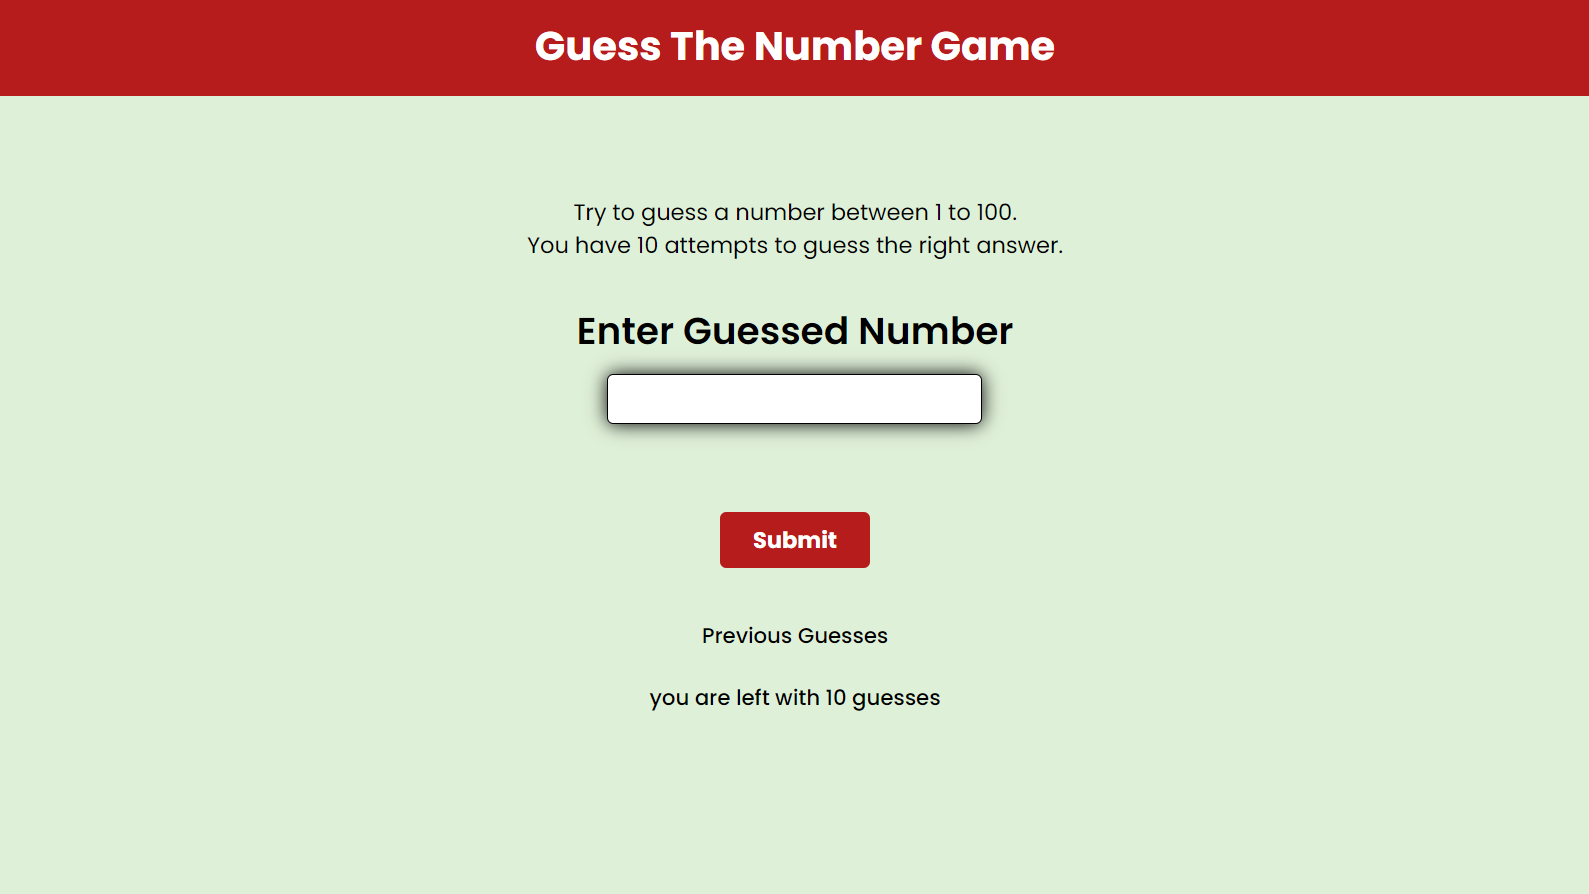 Guess The Number Game
Try to guess a number between 1 to 100.
You have 10 attempts to guess the right answer.
Enter Guessed Number
Submit
Previous Guesses
you are left with 10 guesses